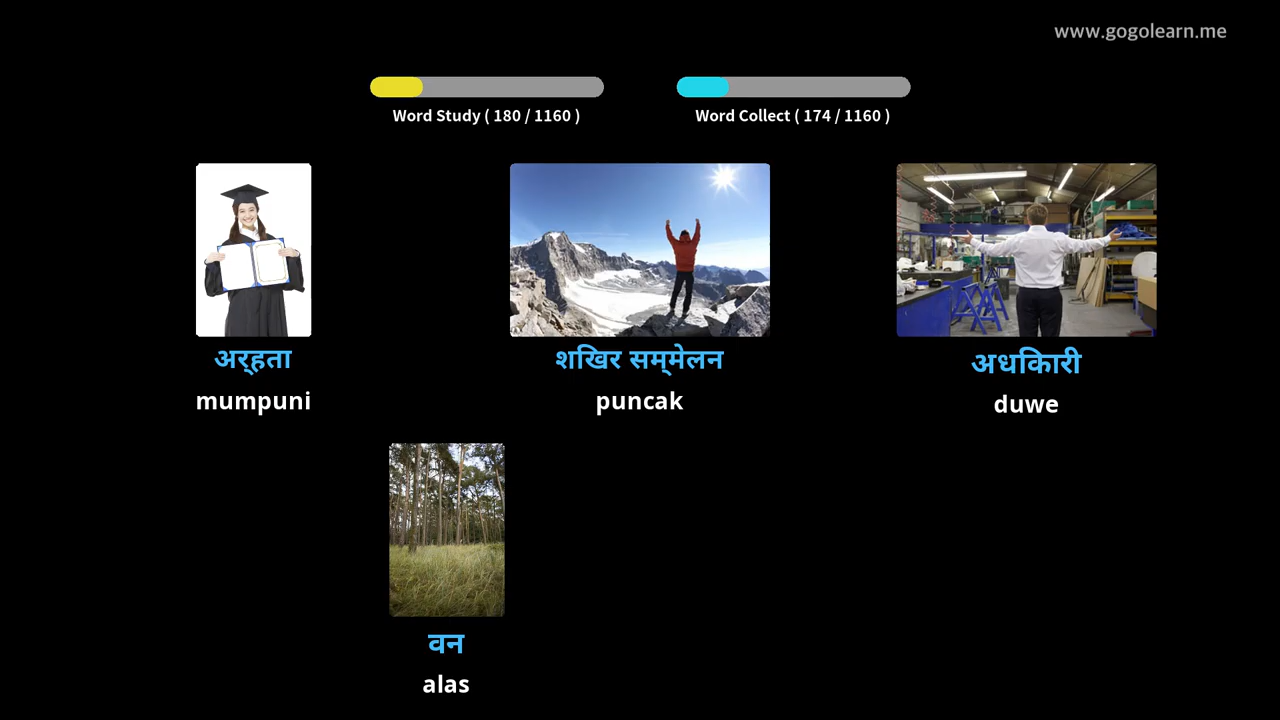 www.gogolearn.me
Word Study ( 180 / 1160 )
Word Collect ( 174 / 1160 )
अर्हता
शिखर सम्मेलन
अधिकारी
mumpuni
puncak
duwe
वन
alas